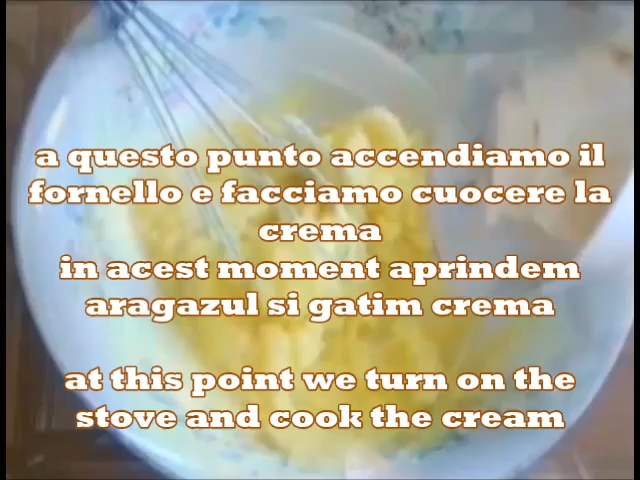 a questo punto accendiamo il
fornello e facciamo cuocere la
crema
in acest moment aprindem
aragazul si gatim crema
at this point we turn on the
stove and cook the cream